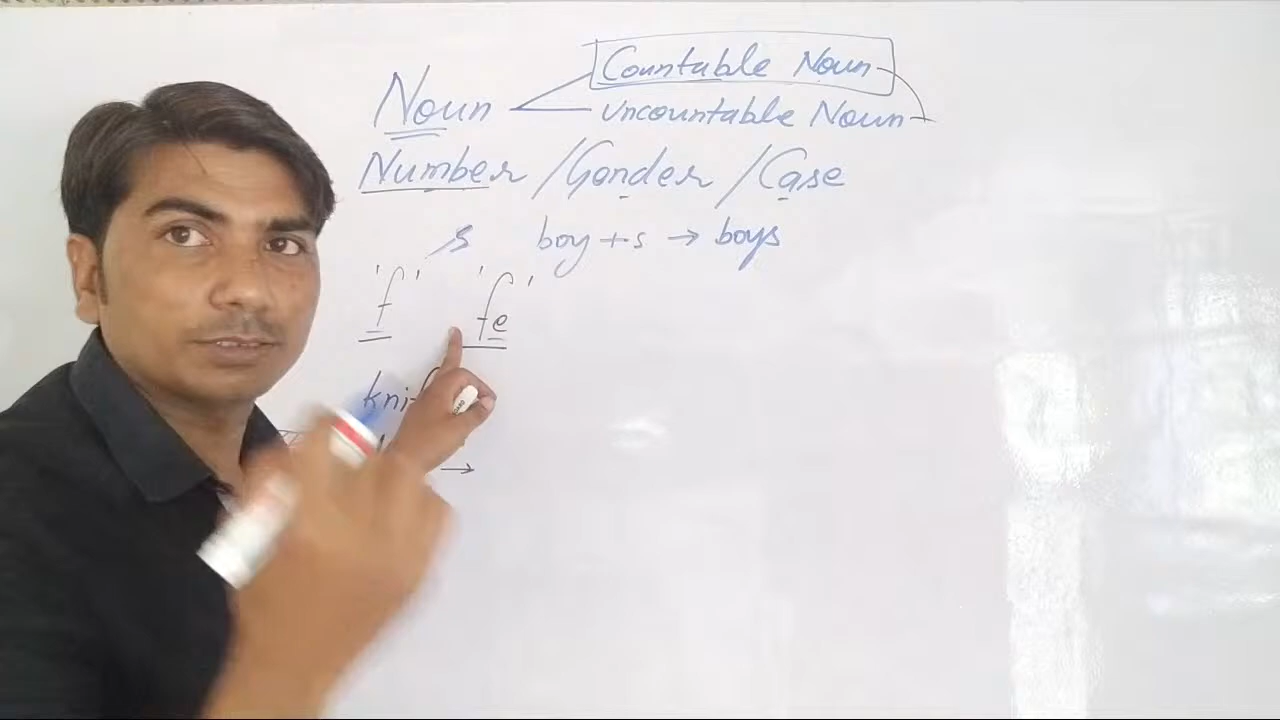 Countable Noun
Noun
Uncountable Noun
Number / Gender / Case
s boy + s → boys
'f' 'fe'
→